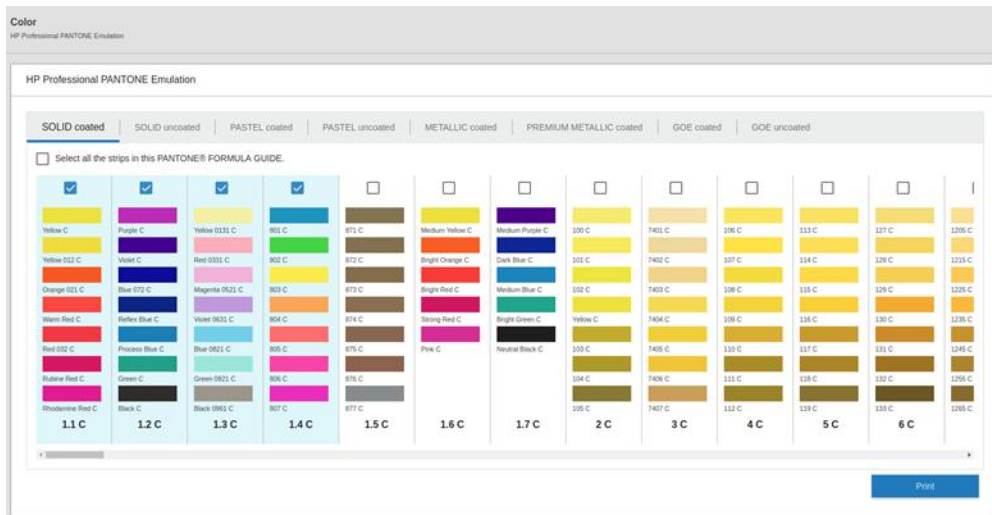 Color
HP Professional PANTONE Emulation
HP Professional PANTONE Emulation
SOLID coated SOLID uncoated PASTEL coated PASTEL uncoated METALLIC coated PREMIUM METALLIC coated GOE coated GOE uncoated
Select all the strips in this PANTONE® FORMULA GUIDE.
Yellow C Purple C Yellow 0131 C 801 C 871 C Medium Yellow C Medium Purple C 100 C 7401 C 106 C 113 C 127 C 1205 C
Yellow 012 C Violet C Red 0331 C 802 C 872 C Bright Orange C Dark Blue C 101 C 7402 C 107 C 114 C 128 C 1215 C
Orange 021 C Blue 072 C Magenta 0521 C 803 C 873 C Bright Red C Medium Blue C 102 C 7403 C 108 C 115 C 129 C 1225 C
Warm Red C Reflex Blue C Violet 0631 C 804 C 874 C Strong Red C Bright Green C Yellow C 7404 C 109 C 116 C 130 C 1235 C
Red 032 C Process Blue C Blue 0821 C 805 C 875 C Pink C Neutral Black C 103 C 7405 C 110 C 117 C 131 C 1245 C
Rubine Red C Green C Green 0921 C 806 C 876 C 104 C 7406 C 111 C 118 C 132 C 1255 C
Rhodamine Red C Black C Black 0961 C 807 C 877 C 105 C 7407 C 112 C 119 C 133 C 1265 C
1.1 C 1.2 C 1.3 C 1.4 C 1.5 C 1.6 C 1.7 C 2 C 3 C 4 C 5 C 6 C
Print